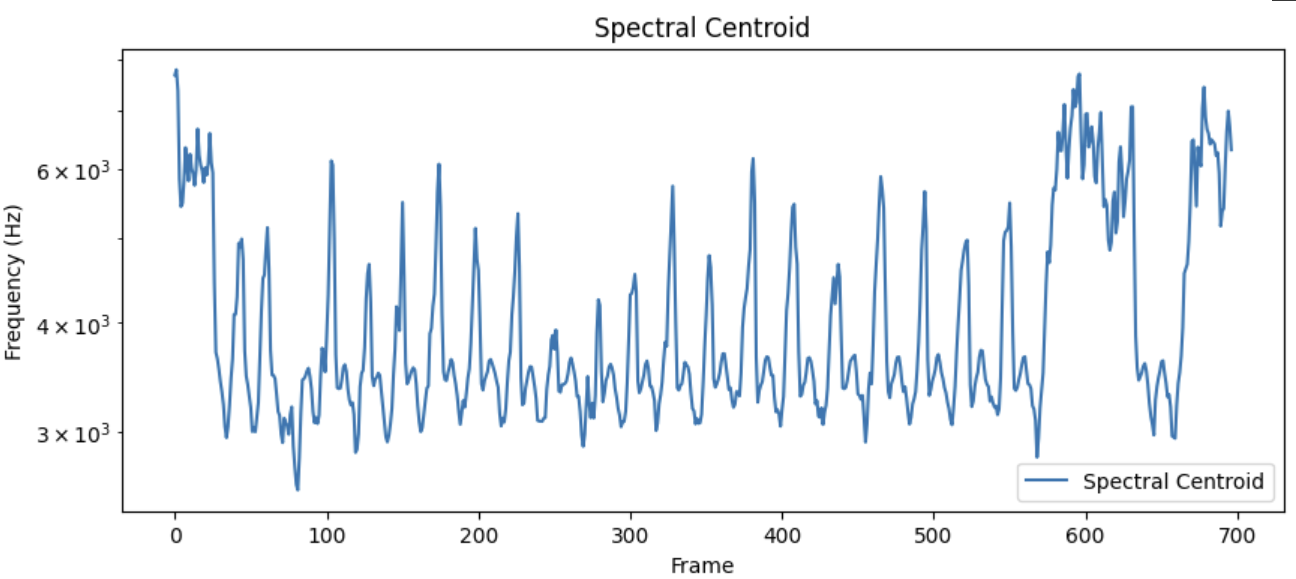 Spectral Centroid
Frequency (Hz)
6 × 10³
4 × 10³
3 × 10³
0 100 200 300 400 500 600 700
Frame
Spectral Centroid